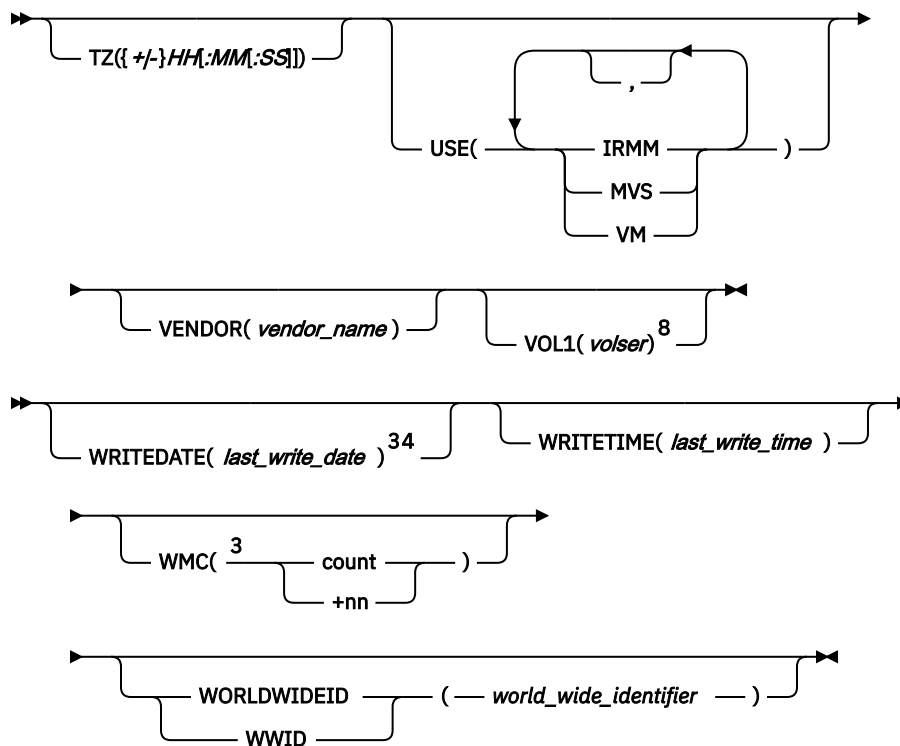 TZ({ +/-}HH[:MM[:SS]])
,
USE( IRMM )
MVS
VM
VENDOR( vendor_name )
VOL1( volser) 8
WRITEDATE( last_write_date ) 34
WRITETIME( last_write_time )
WMC( 3 count )
+nn
WORLDWIDEID ( world_wide_identifier )
WWID